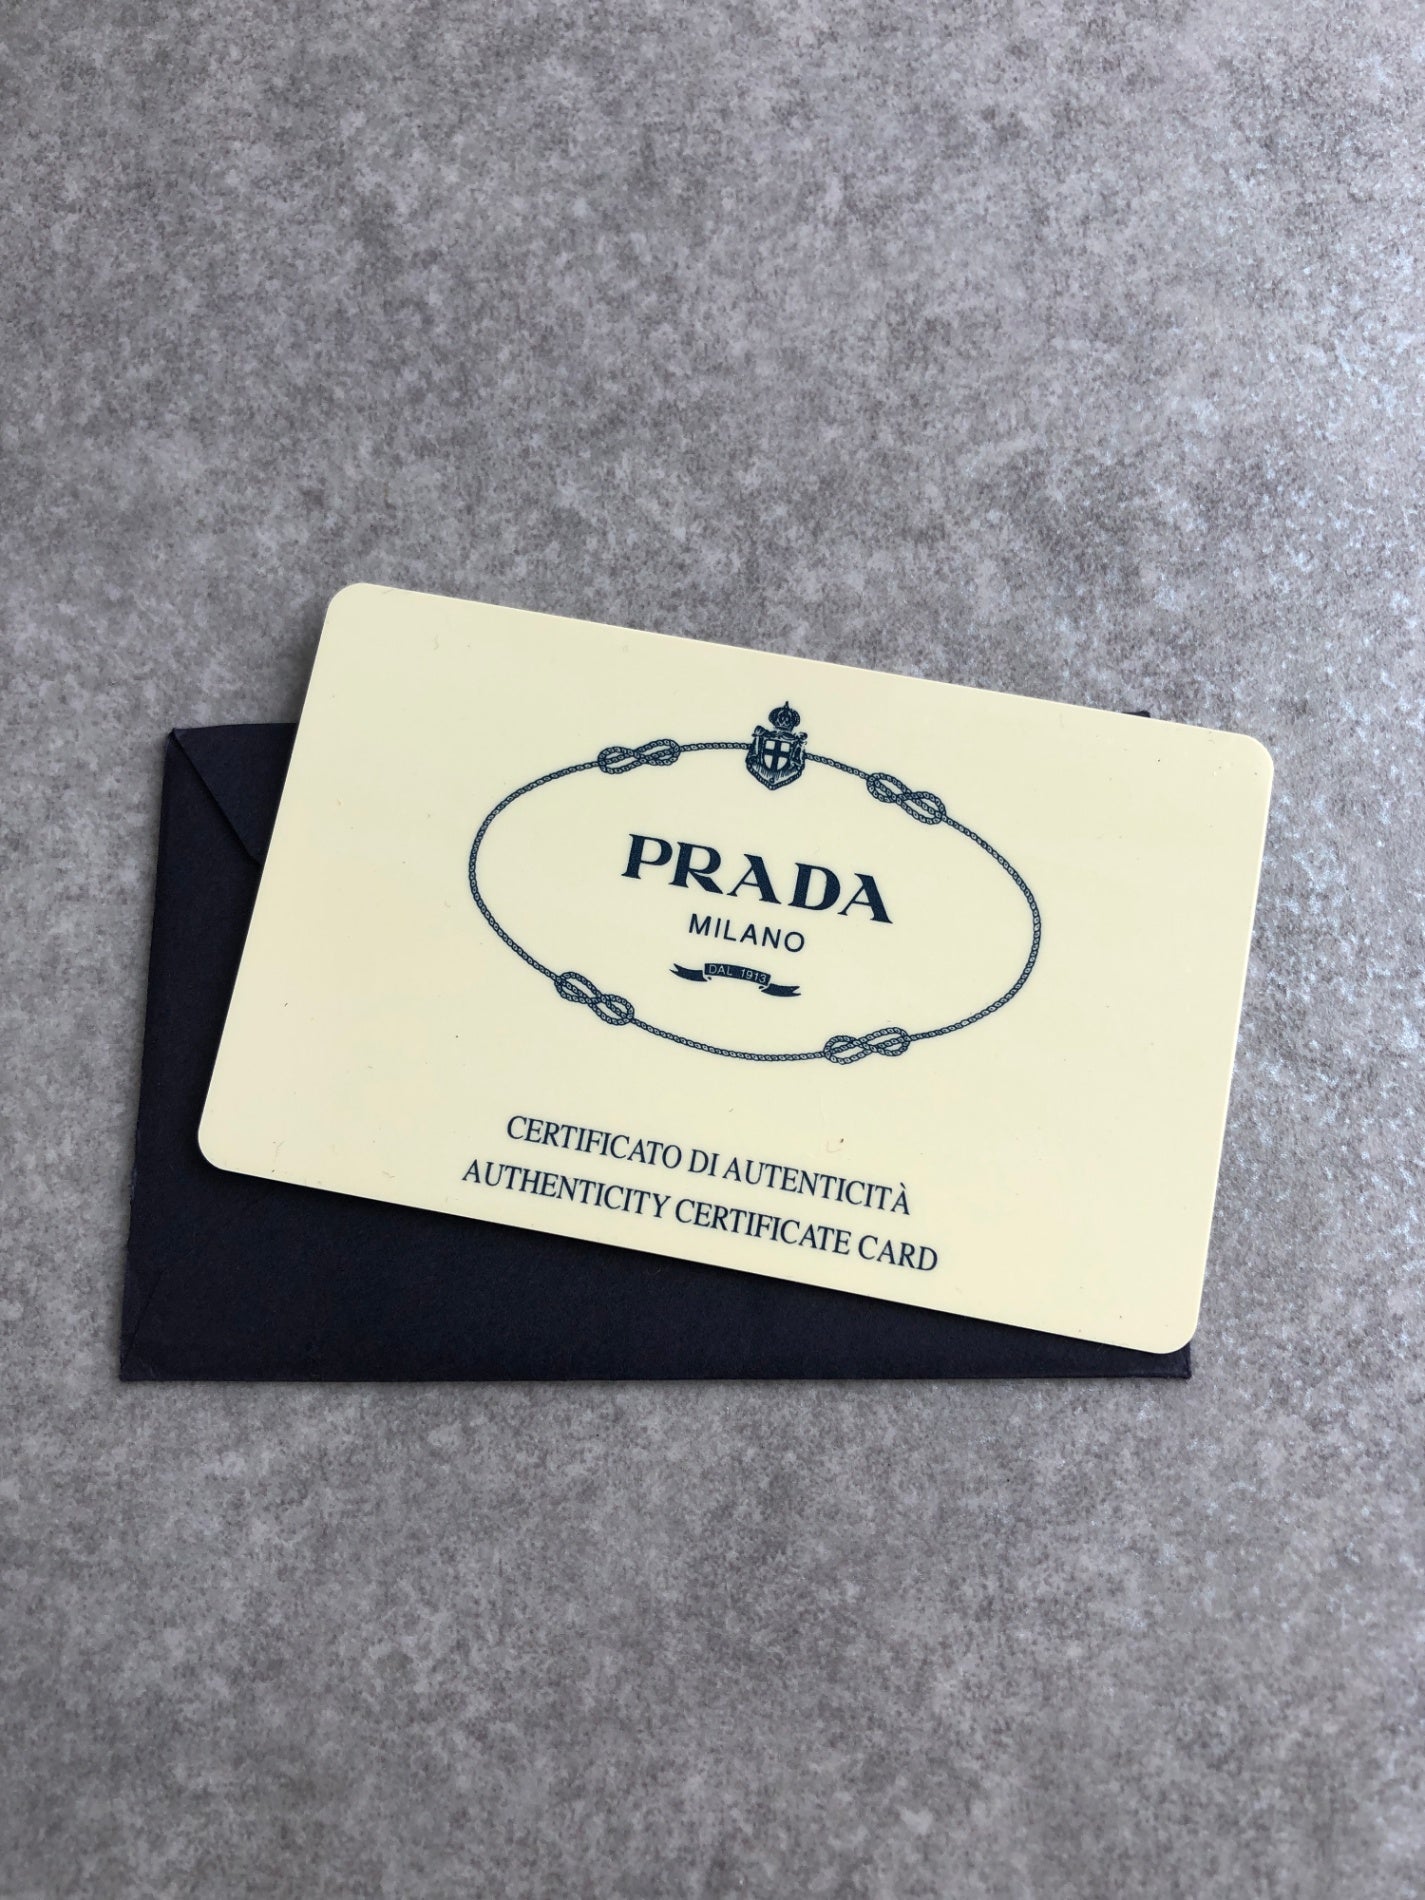 PRADA
MILANO
DAL 1913
CERTIFICATO DI AUTENTICITÀ
AUTHENTICITY CERTIFICATE CARD